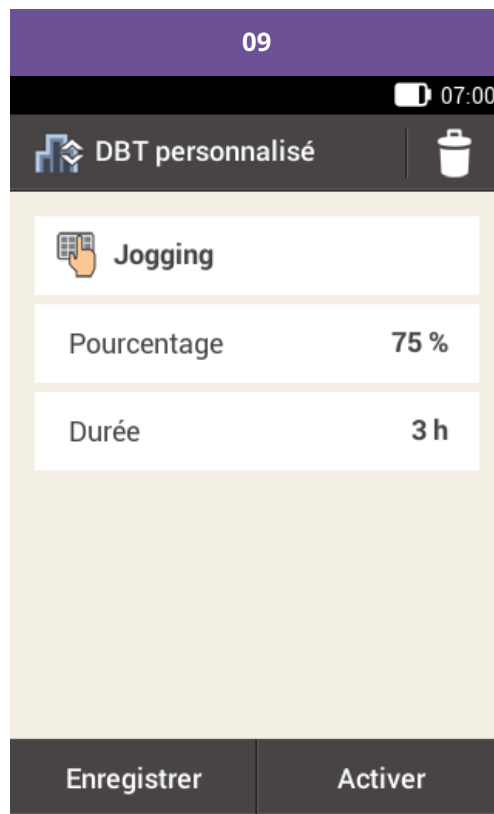 09
07:00
DBT personnalisé
Jogging
Pourcentage 75 %
Durée 3 h
Enregistrer Activer